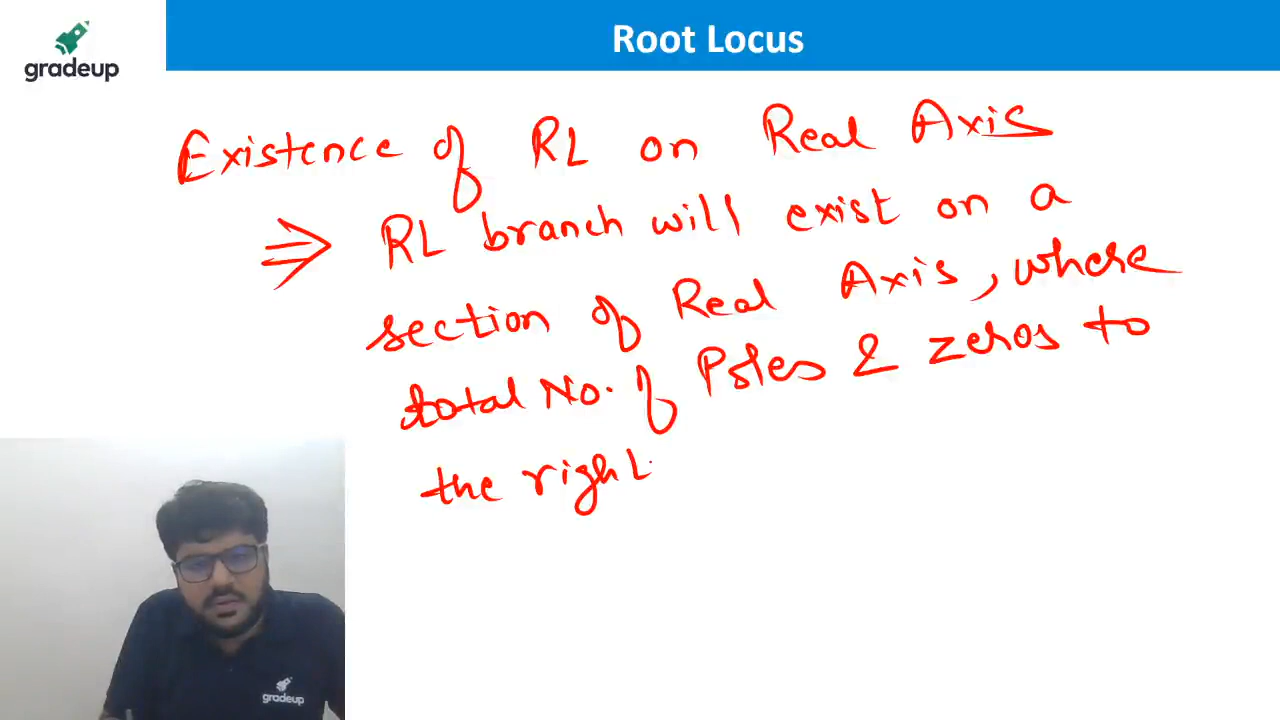 gradeup
Root Locus
Existence of RL on Real Axis
⇒ RL branch will exist on a
section of Real Axis, where
total No. of Poles & zeros to
the right
gradeup